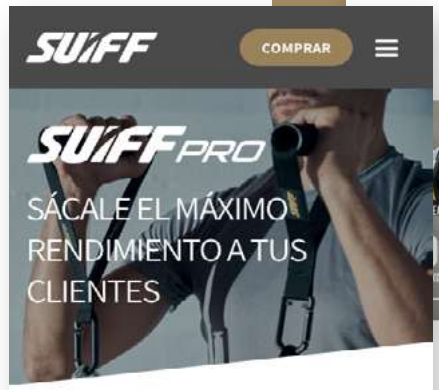 SUIFF
COMPRAR
SUIFF PRO
SÁCALE EL MÁXIMO
RENDIMIENTO A TUS
CLIENTES